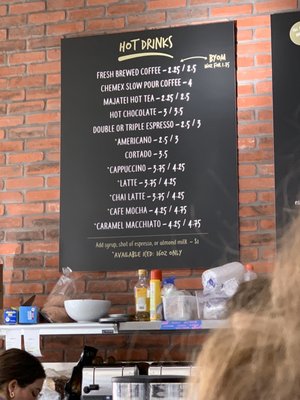 HOT DRINKS
BYOM
16OZ FOR 1.75
FRESH BREWED COFFEE - 2.25 / 2.5
CHEMEX SLOW POUR COFFEE - 4
MAJATEI HOT TEA - 2.25 / 2.5
HOT CHOCOLATE - 3 / 3.5
DOUBLE OR TRIPLE ESPRESSO - 2.5 / 3
*AMERICANO - 2.5 / 3
CORTADO - 3.5
*CAPPUCCINO - 3.75 / 4.25
*LATTE - 3.75 / 4.25
*CHAI LATTE - 3.75 / 4.25
*CAFE MOCHA - 4.25 / 4.75
*CARAMEL MACCHIATO - 4.25 / 4.75
Add syrup, shot of espresso, or almond milk - $1
*AVAILABLE ICED: 16OZ ONLY